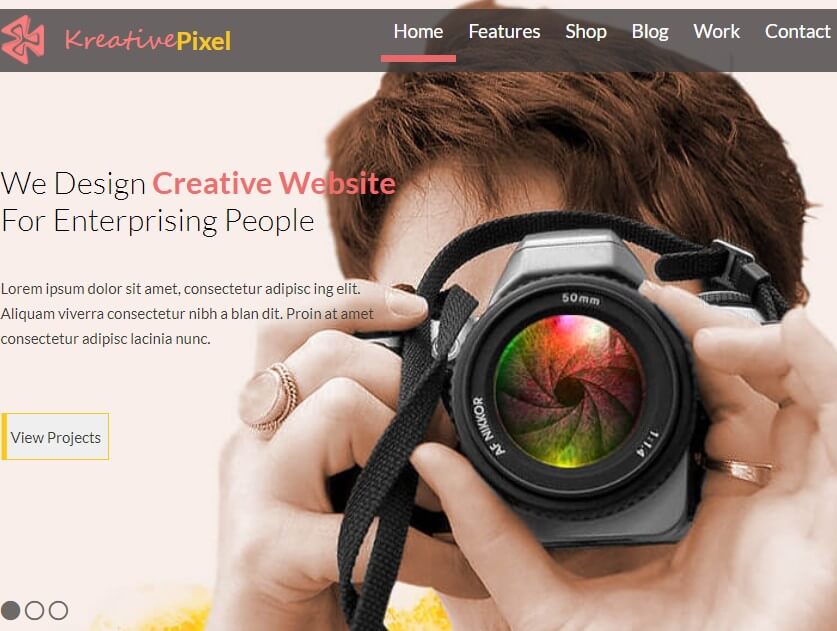 KreativePixel
Home Features Shop Blog Work Contact
We Design Creative Website
For Enterprising People
Lorem ipsum dolor sit amet, consectetur adipisc ing elit.
Aliquam viverra consectetur nibh a blan dit. Proin at amet
consectetur adipisc lacinia nunc.
View Projects
50mm
AF NIKKOR
1:1.4